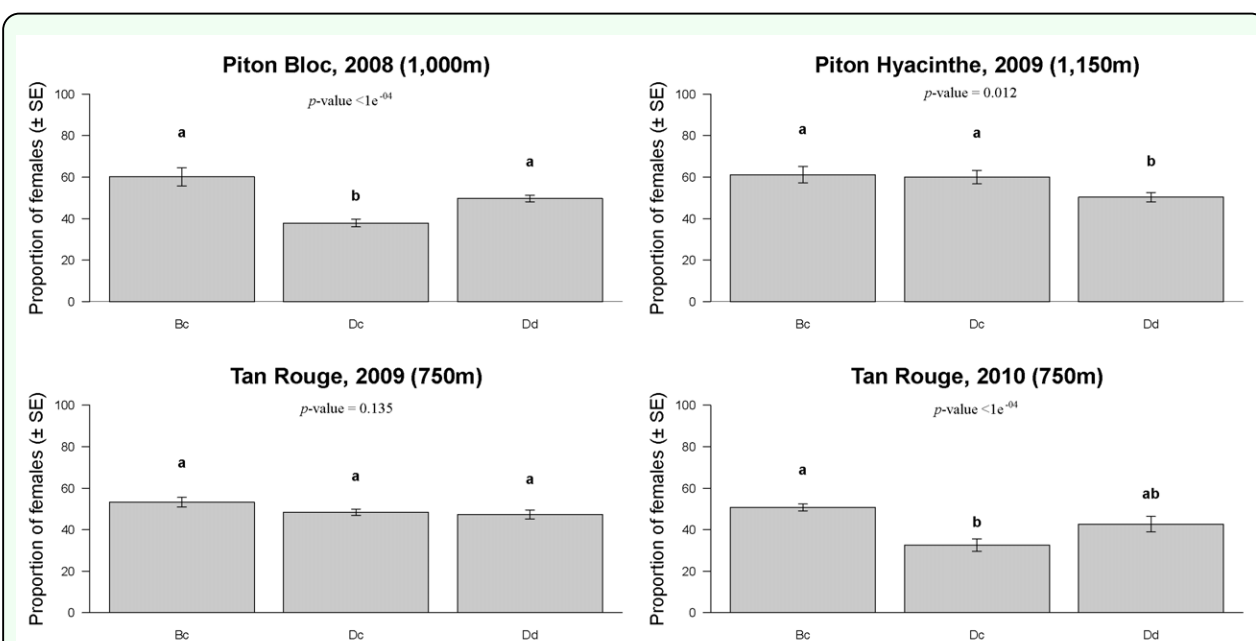 Piton Bloc, 2008 (1,000m)
p-value <1e-04
Proportion of females (± SE)
100
80
60
40
20
0
a
b
a
Bc
Dc
Dd
Piton Hyacinthe, 2009 (1,150m)
p-value = 0.012
Proportion of females (± SE)
100
80
60
40
20
0
a
a
b
Bc
Dc
Dd
Tan Rouge, 2009 (750m)
p-value = 0.135
Proportion of females (± SE)
100
80
60
40
20
0
a
a
a
Bc
Dc
Dd
Tan Rouge, 2010 (750m)
p-value <1e-04
Proportion of females (± SE)
100
80
60
40
20
0
a
b
ab
Bc
Dc
Dd